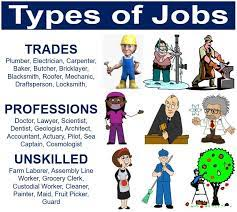 Types of Jobs
TRADES
Plumber, Electrician, Carpenter,
Baker, Butcher, Bricklayer,
Blacksmith, Roofer, Mechanic,
Draftsperson, Locksmith,
PROFESSIONS
Doctor, Lawyer, Scientist,
Dentist, Geologist, Architect,
Accountant, Actuary, Pilot, Sea
Captain, Cosmologist
UNSKILLED
Farm Laborer, Assembly Line
Worker, Grocery Clerk,
Custodial Worker, Cleaner,
Painter, Maid, Fruit Picker,
Guard